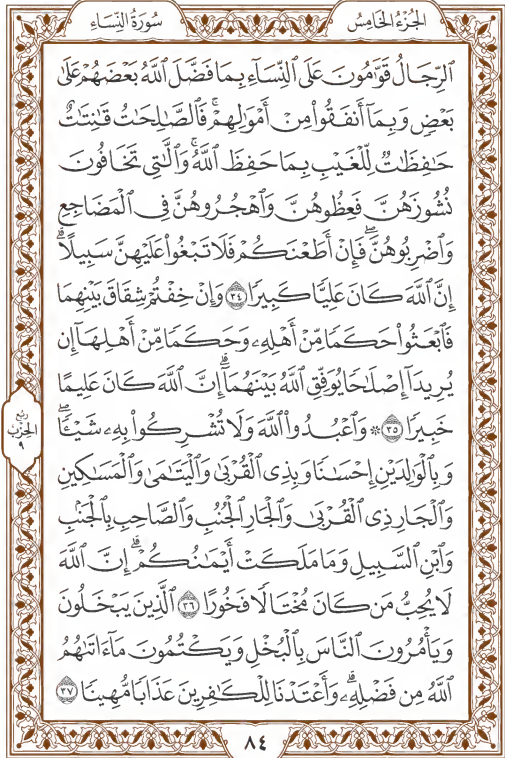 الجُزْءُ الخَامِسُ
سُورَةُ النِّسَاءِ
ٱلرِّجَالُ قَوَّٰمُونَ عَلَى ٱلنِّسَآءِ بِمَا فَضَّلَ ٱللَّهُ بَعْضَهُمْ عَلَىٰ
بَعْضٖ وَبِمَآ أَنفَقُواْ مِنْ أَمْوَٰلِهِمْۚ فَٱلصَّٰلِحَٰتُ قَٰنِتَٰتٌ
حَٰفِظَٰتٞ لِّلْغَيْبِ بِمَا حَفِظَ ٱللَّهُۚ وَٱلَّٰتِي تَخَافُونَ
نُشُوزَهُنَّ فَعِظُوهُنَّ وَٱهْجُرُوهُنَّ فِي ٱلْمَضَاجِعِ
وَٱضْرِبُوهُنَّۖ فَإِنْ أَطَعْنَكُمْ فَلَا تَبْغُواْ عَلَيْهِنَّ سَبِيلًاۗ
إِنَّ ٱللَّهَ كَانَ عَلِيّٗا كَبِيرٗا ٣٤ وَإِنْ خِفْتُمْ شِقَاقَ بَيْنِهِمَا
فَٱبْعَثُواْ حَكَمٗا مِّنْ أَهْلِهِۦ وَحَكَمٗا مِّنْ أَهْلِهَآ إِن
يُرِيدَآ إِصْلَٰحٗا يُوَفِّقِ ٱللَّهُ بَيْنَهُمَآۗ إِنَّ ٱللَّهَ كَانَ عَلِيمًا
خَبِيرٗا ٣٥ ۞ وَٱعْبُدُواْ ٱللَّهَ وَلَا تُشْرِكُواْ بِهِۦ شَيْـٔٗاۖ
وَبِٱلْوَٰلِدَيْنِ إِحْسَٰنٗا وَبِذِي ٱلْقُرْبَىٰ وَٱلْيَتَٰمَىٰ وَٱلْمَسَٰكِينِ
وَٱلْجَارِ ذِي ٱلْقُرْبَىٰ وَٱلْجَارِ ٱلْجُنُبِ وَٱلصَّاحِبِ بِٱلْجَنۢبِ
وَٱبْنِ ٱلسَّبِيلِ وَمَا مَلَكَتْ أَيْمَٰنُكُمْۗ إِنَّ ٱللَّهَ
لَا يُحِبُّ مَن كَانَ مُخْتَالٗا فَخُورًا ٣٦ ٱلَّذِينَ يَبْخَلُونَ
وَيَأْمُرُونَ ٱلنَّاسَ بِٱلْبُخْلِ وَيَكْتُمُونَ مَآ ءَاتَىٰهُمُ
ٱللَّهُ مِن فَضْلِهِۦۗ وَأَعْتَدْنَا لِلْكَٰفِرِينَ عَذَابٗا مُّهِينٗا ٣٧
رُبْع
الحِزْب
٩
٨٤